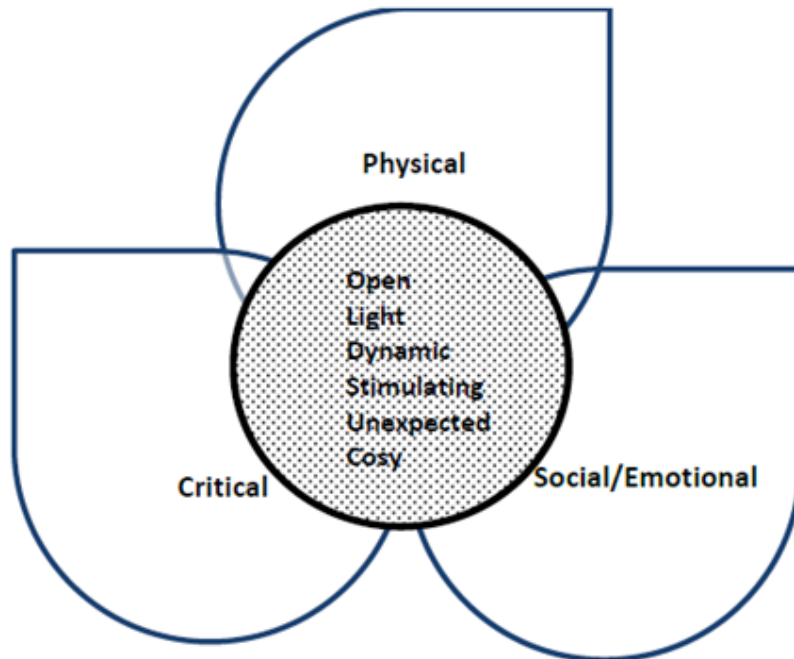 Physical
Open
Light
Dynamic
Stimulating
Unexpected
Cosy
Critical
Social/Emotional